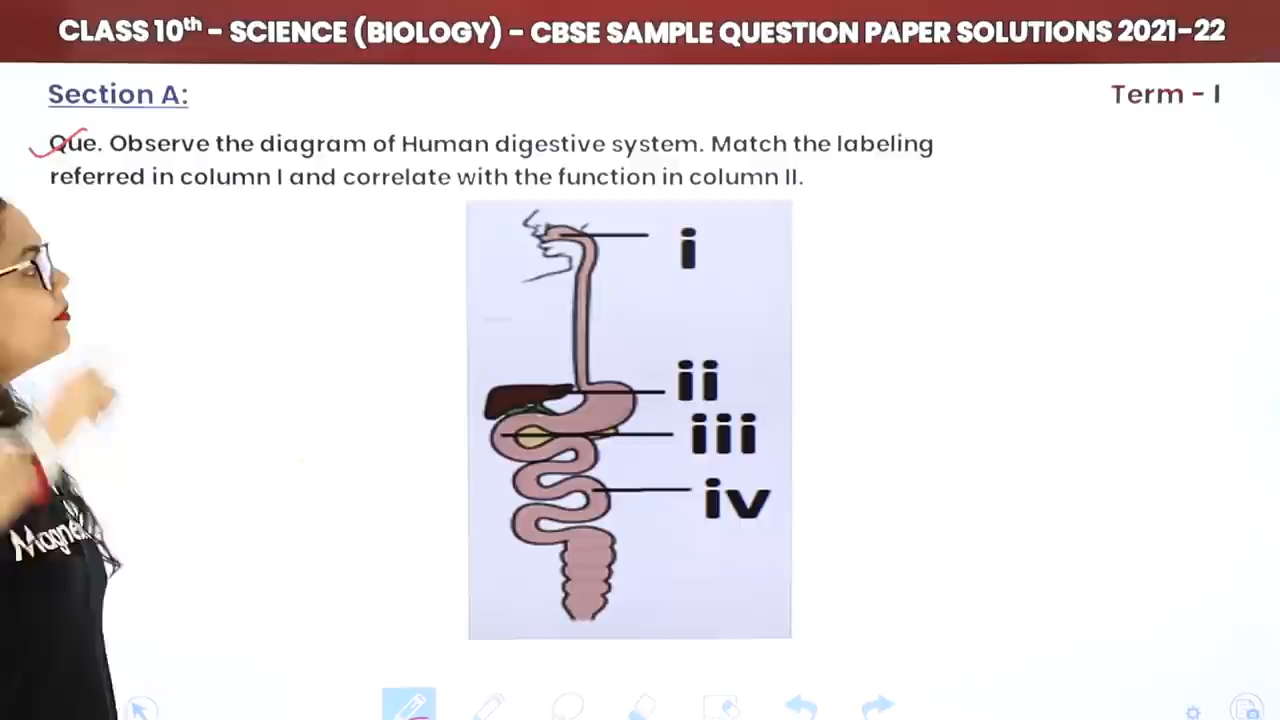 CLASS 10th – SCIENCE (BIOLOGY) – CBSE SAMPLE QUESTION PAPER SOLUTIONS 2021-22
Section A:
Term - I
Que. Observe the diagram of Human digestive system. Match the labeling
referred in column I and correlate with the function in column II.
i
ii
iii
iv